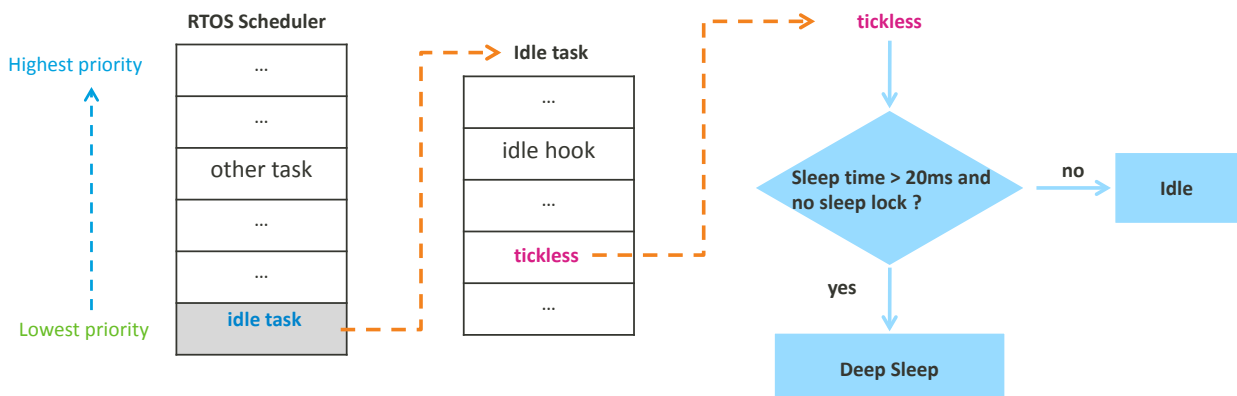 RTOS Scheduler
Highest priority
Lowest priority
...
...
other task
...
...
idle task
Idle task
...
idle hook
...
tickless
...
tickless
Sleep time > 20ms and
no sleep lock ?
no
Idle
yes
Deep Sleep